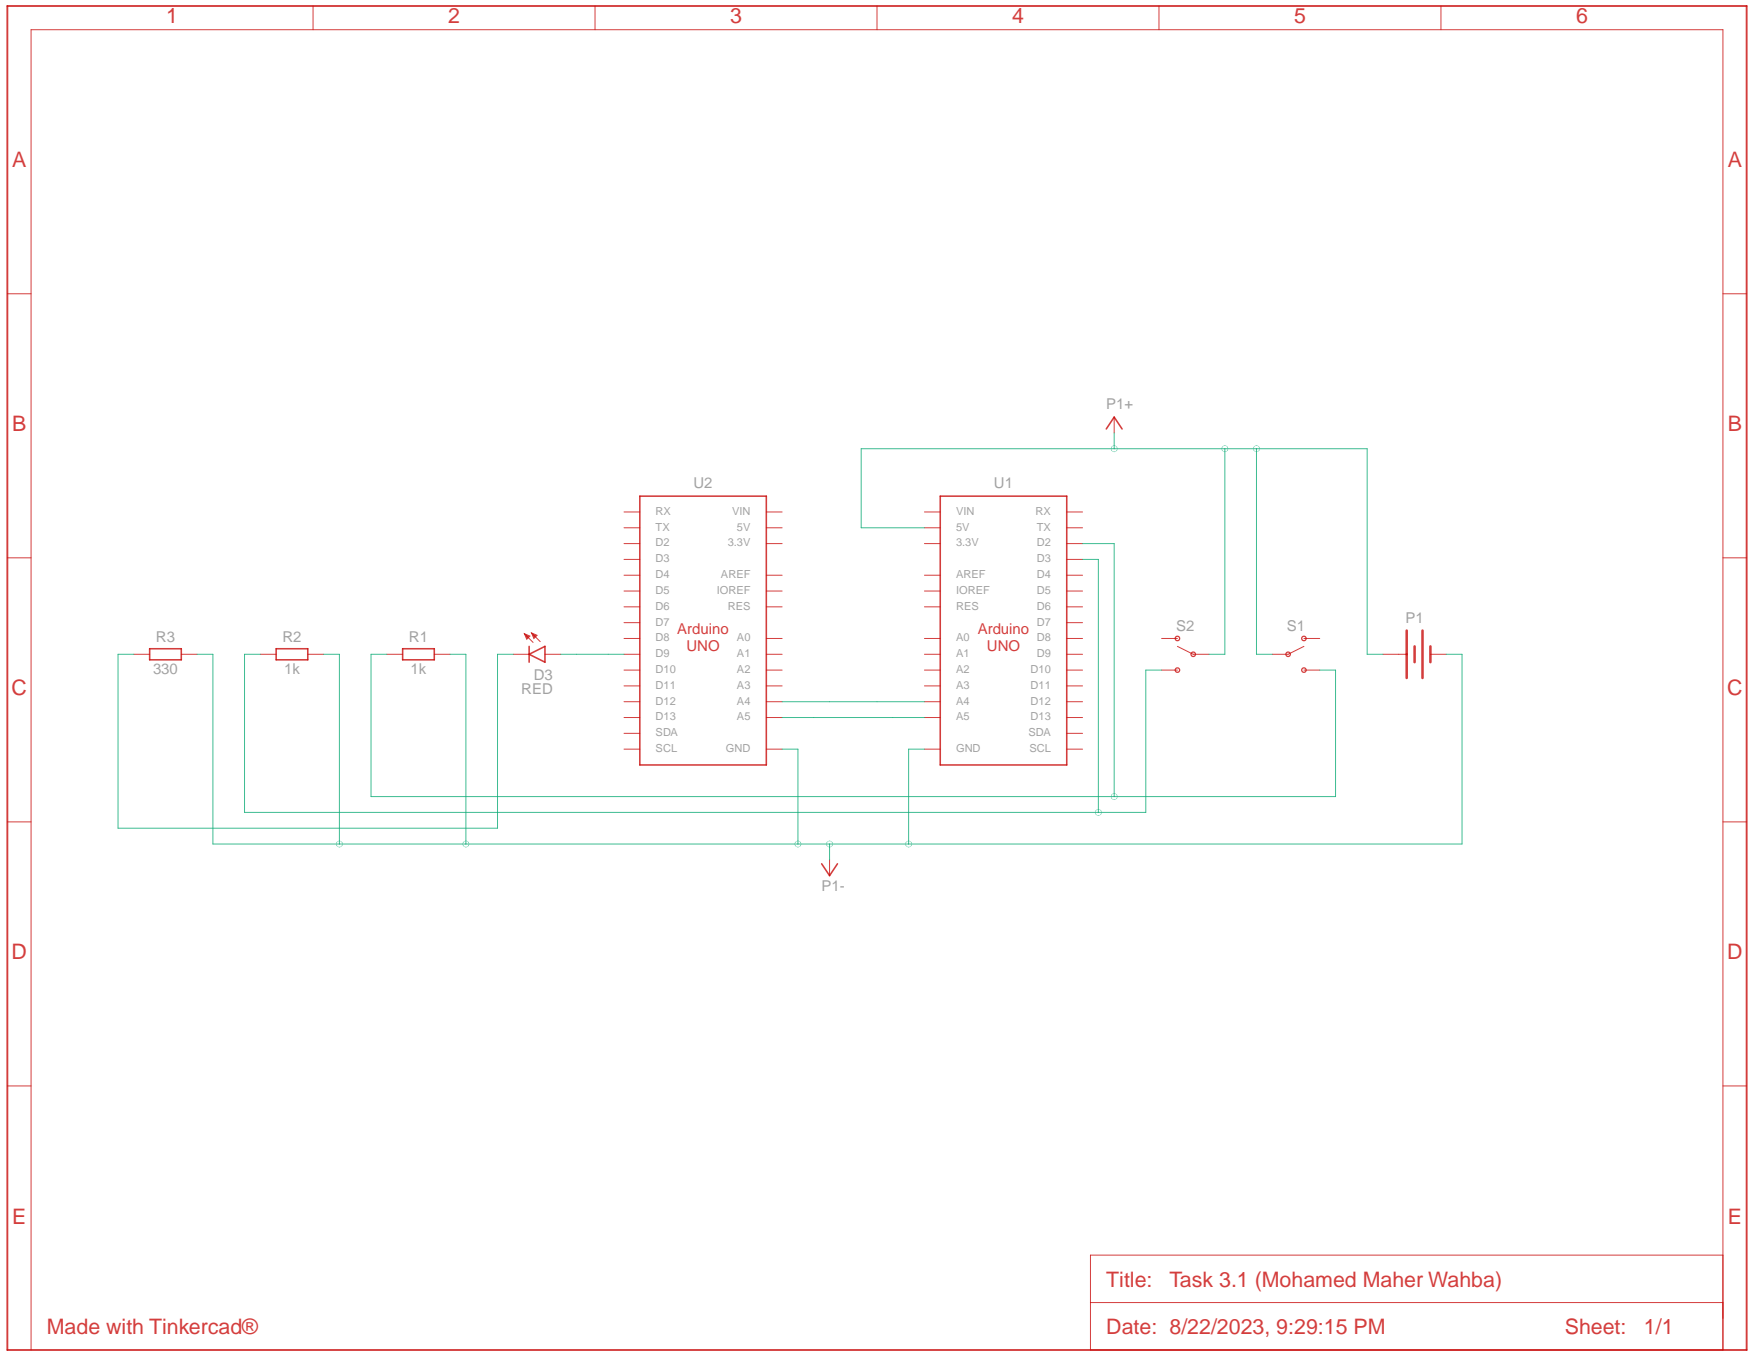 1 2 3 4 5 6
A A
B B
C C
D D
E E
P1+
U2
RX VIN
TX 5V
D2 3.3V
D3
D4 AREF
D5 IOREF
D6 RES
D7
D8 A0
D9 A1
D10 A2
D11 A3
D12 A4
D13 A5
SDA
SCL GND
Arduino
UNO
U1
VIN RX
5V TX
3.3V D2
D3
AREF D4
IOREF D5
RES D6
D7
A0 D8
A1 D9
A2 D10
A3 D11
A4 D12
A5 D13
SDA
GND SCL
Arduino
UNO
R3
330
R2
1k
R1
1k
D3
RED
S2
S1
P1
P1-
Title: Task 3.1 (Mohamed Maher Wahba)
Made with Tinkercad®
Date: 8/22/2023, 9:29:15 PM Sheet: 1/1